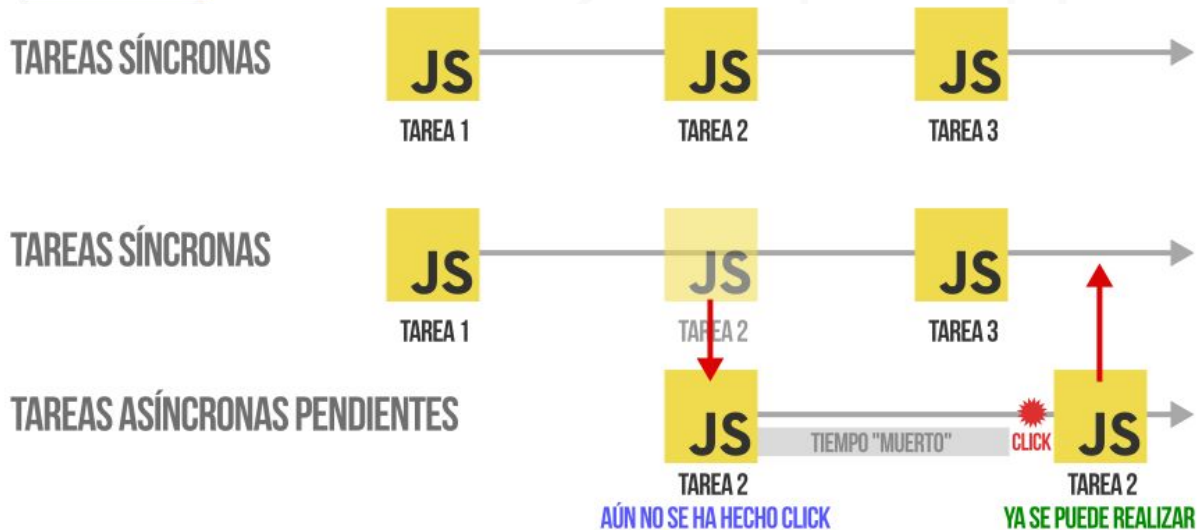 TAREAS SÍNCRONAS
JS JS JS
TAREA 1 TAREA 2 TAREA 3
TAREAS SÍNCRONAS
JS JS JS
TAREA 1 TAREA 2 TAREA 3
TAREAS ASÍNCRONAS PENDIENTES
JS JS
TIEMPO "MUERTO" CLICK
TAREA 2 TAREA 2
AÚN NO SE HA HECHO CLICK YA SE PUEDE REALIZAR